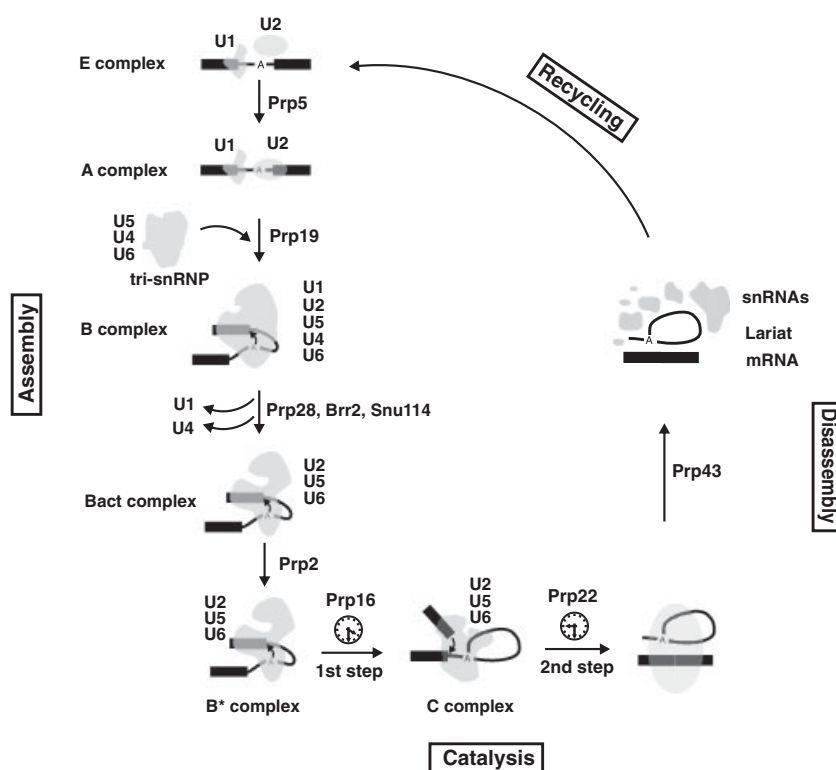 U1
U2
E complex
A
Prp5
U1
U2
A complex
A
U5
U4
U6
tri-snRNP
Prp19
Assembly
B complex
A
U1
U2
U5
U4
U6
U1
U4
Prp28, Brr2, Snu114
Bact complex
A
U2
U5
U6
Prp2
U2
U5
U6
A
B* complex
Prp16
1st step
U2
U5
U6
A
C complex
Prp22
2nd step
A
Catalysis
Prp43
Disassembly
snRNAs
Lariat
A
mRNA
Recycling